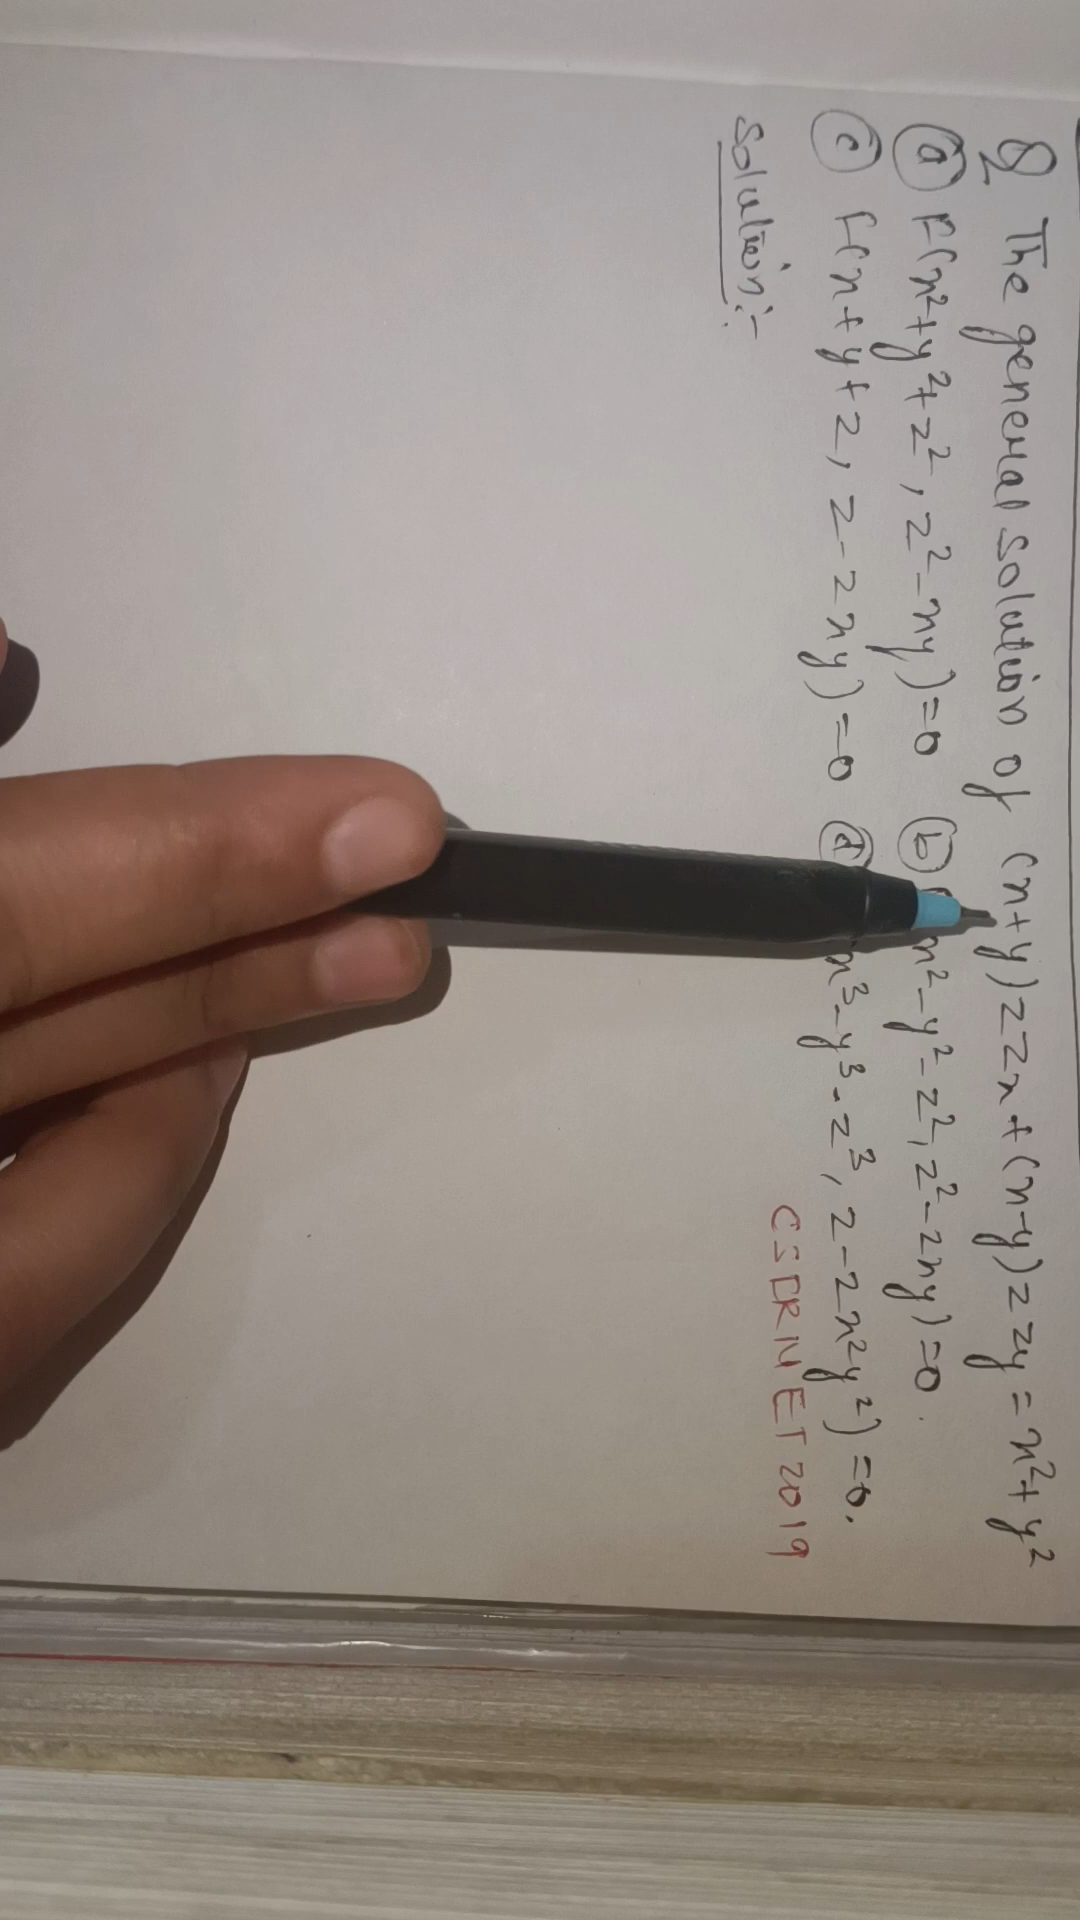 Q The general solution of (x+y)zzx+(x-y)zzy = x²+y²
(a) F(x²+y²+z², z²-xy)=0 (b) x²-y²-z², z²-2xy)=0.
(c) F(x+y+z, z-2xy)=0 (d) x³-y³-z³, z-2x²y²)=0.
CSIR NET 2019
Solution:-